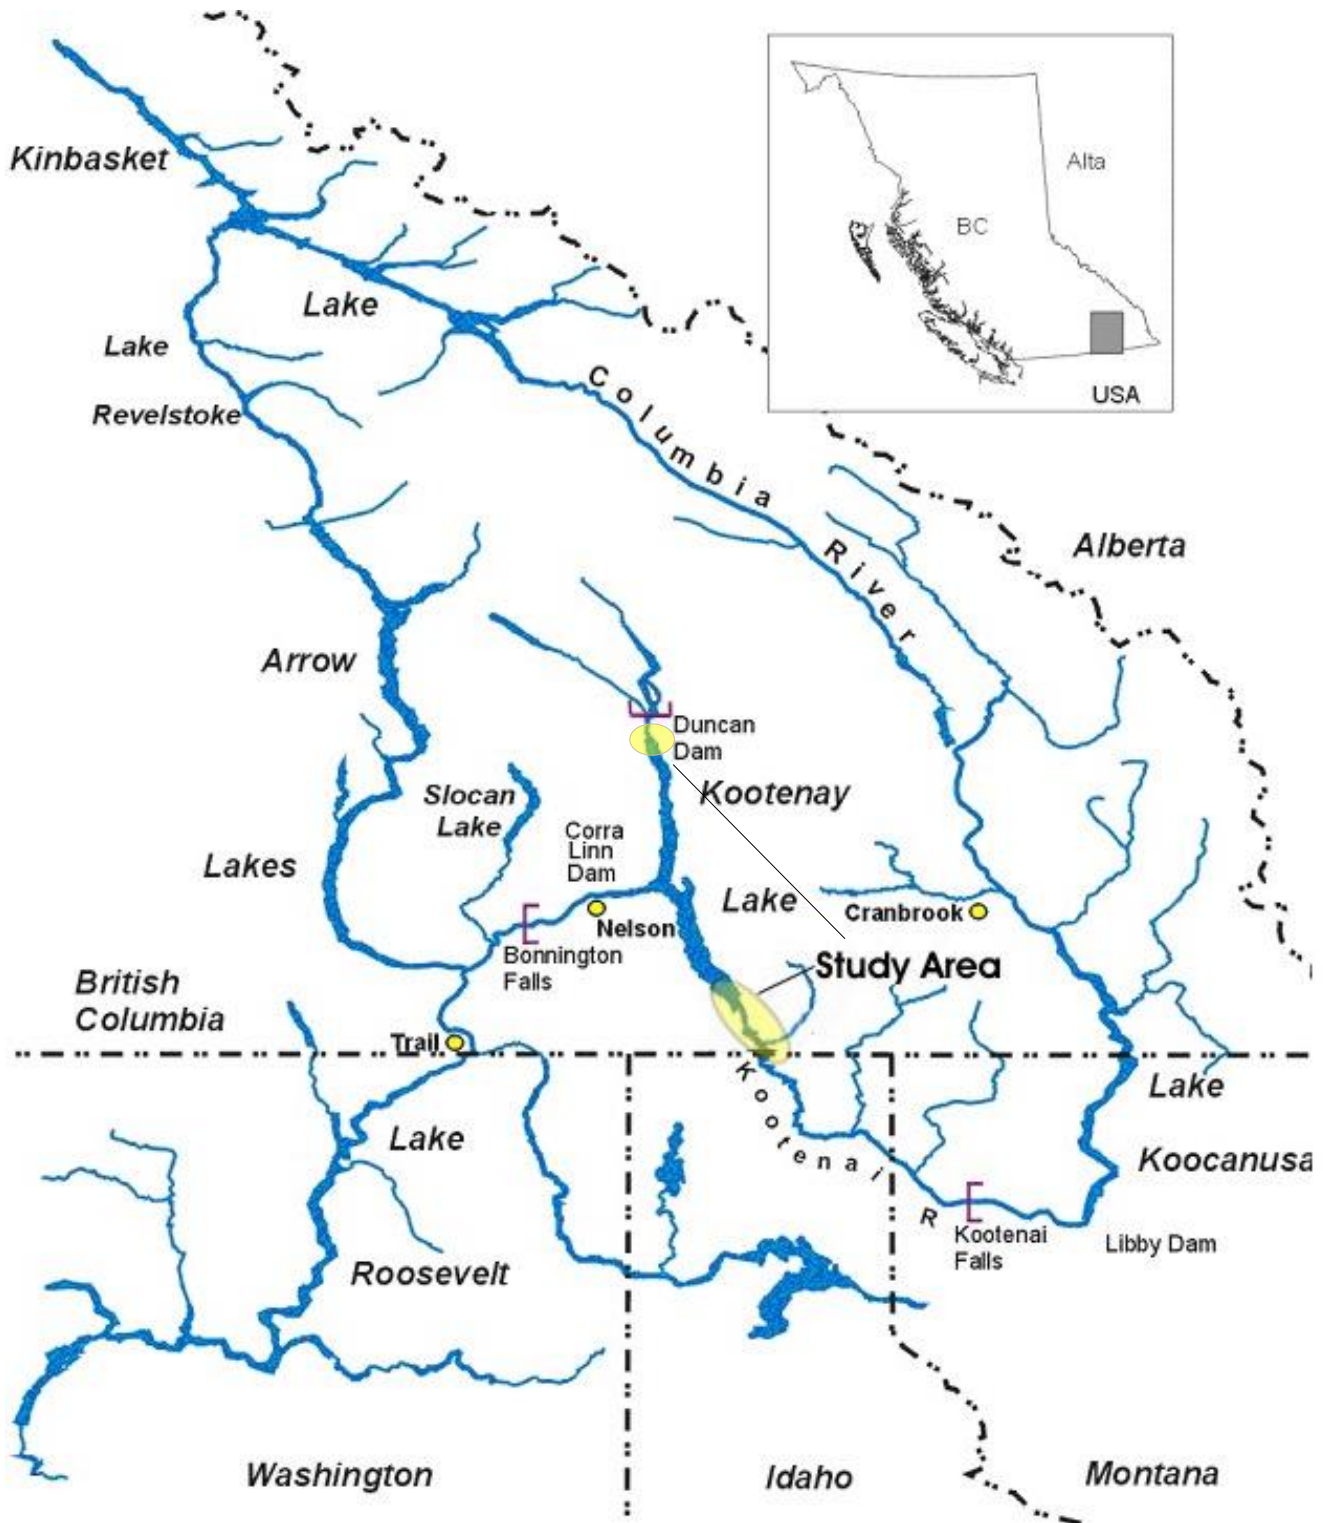 Kinbasket
Lake
Lake
Revelstoke
Columbia
River
Alta
BC
USA
Alberta
Arrow
Lakes
Duncan
Dam
Kootenay
Lake
Slocan
Lake
Corra
Linn
Dam
Nelson
Bonnington
Falls
Cranbrook
Study Area
British
Columbia
Trail
Lake
Roosevelt
Kootenai
R
Kootenai
Falls
Libby Dam
Lake
Koocanusa
Washington
Idaho
Montana